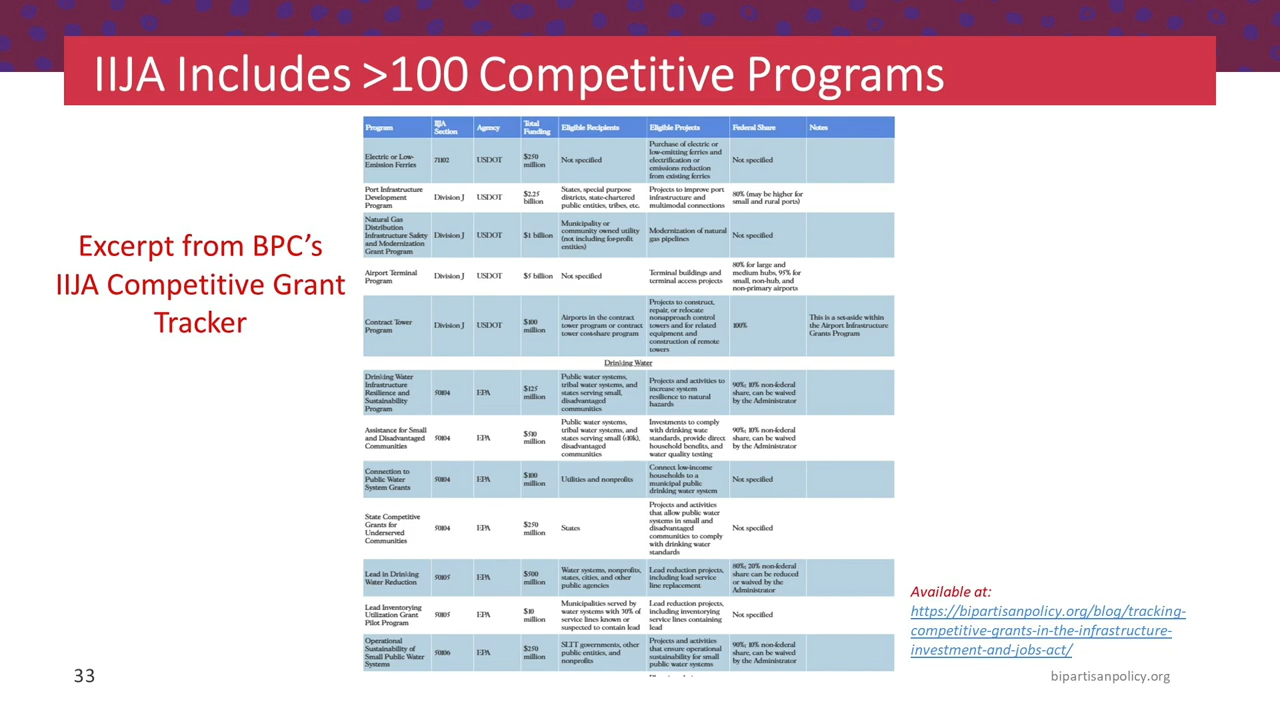 IIJA Includes >100 Competitive Programs
Excerpt from BPC's
IIJA Competitive Grant
Tracker
Program
IIJA
Section
Agency
Total
Funding
Eligible Recipients
Eligible Projects
Federal Share
Notes
Electric or Low-
Emission Ferries
71102
USDOT
$250
million
Not specified
Purchase of electric or
low-emitting ferries and
electrification or
emissions reduction
from existing ferries
Not specified
Port Infrastructure
Development
Program
Division J
USDOT
$2.25
billion
States, special purpose
districts, state-chartered
public entities, tribes, etc.
Projects to improve port
infrastructure and
multimodal connections
80% (may be higher for
small and rural ports)
Natural Gas
Distribution
Infrastructure Safety
and Modernization
Grant Program
Division J
USDOT
$1 billion
Municipality or
community owned utility
(not including for-profit
entities)
Modernization of natural
gas pipelines
Not specified
Airport Terminal
Program
Division J
USDOT
$5 billion
Not specified
Terminal buildings and
terminal access projects
80% for large and
medium hubs, 95% for
small, non-hub, and
non-primary airports
Contract Tower
Program
Division J
USDOT
$100
million
Airports in the contract
tower program or contract
tower cost-share program
Projects to construct,
repair, or relocate
nonapproach control
towers and for related
equipment and
construction of remote
towers
100%
This is a set-aside within
the Airport Infrastructure
Grants Program
Drinking Water
Drinking Water
Infrastructure
Resilience and
Sustainability
Program
50104
EPA
$125
million
Public water systems,
tribal water systems, and
states serving small,
disadvantaged
communities
Projects and activities to
increase system
resilience to natural
hazards
90%; 10% non-federal
share, can be waived
by the Administrator
Assistance for Small
and Disadvantaged
Communities
50104
EPA
$510
million
Public water systems,
tribal water systems, and
states serving small (<10k),
disadvantaged
communities
Investments to comply
with drinking wate
standards, provide direct
household benefits, and
water quality testing
90%; 10% non-federal
share, can be waived
by the Administrator
Connection to
Public Water
System Grants
50104
EPA
$100
million
Utilities and nonprofits
Connect low-income
households to a
municipal public
drinking water system
Not specified
State Competitive
Grants for
Underserved
Communities
50104
EPA
$250
million
States
Projects and activities
that allow public water
systems in small and
disadvantaged
communities to comply
with drinking water
standards
Not specified
Lead in Drinking
Water Reduction
50105
EPA
$500
million
Water systems, nonprofits,
states, cities, and other
public agencies
Lead reduction projects,
including lead service
line replacement
80%; 20% non-federal
share can be reduced
or waived by the
Administrator
Lead Inventorying
Utilization Grant
Pilot Program
50105
EPA
$10
million
Municipalities served by
water systems with 30% of
service lines known or
suspected to contain lead
Lead reduction projects,
including inventorying
service lines containing
lead
Not specified
Operational
Sustainability of
Small Public Water
Systems
50106
EPA
$250
million
SLTT governments, other
public entities, and
nonprofits
Projects and activities
that ensure operational
sustainability for small
public water systems
90%; 10% non-federal
share, can be waived
by the Administrator
Available at:
https://bipartisanpolicy.org/blog/tracking-
competitive-grants-in-the-infrastructure-
investment-and-jobs-act/
33
bipartisanpolicy.org